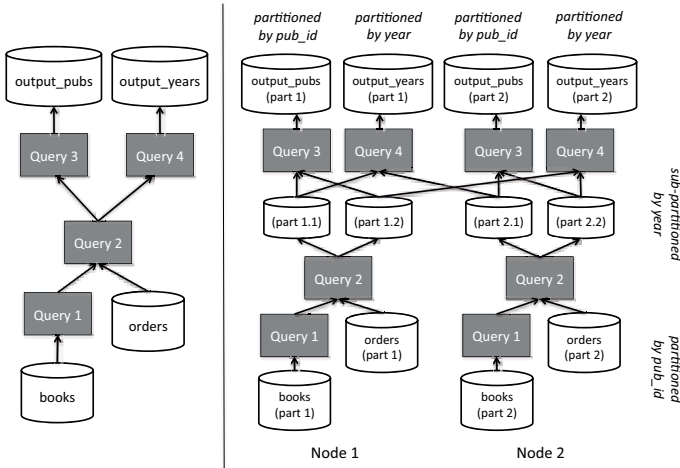 output_pubs
output_years
Query 3
Query 4
Query 2
Query 1
orders
books
partitioned
by pub_id
partitioned
by year
partitioned
by pub_id
partitioned
by year
output_pubs
(part 1)
output_years
(part 1)
output_pubs
(part 2)
output_years
(part 2)
Query 3
Query 4
Query 3
Query 4
(part 1.1)
(part 1.2)
(part 2.1)
(part 2.2)
sub-partitioned
by year
Query 2
Query 2
Query 1
orders
(part 1)
Query 1
orders
(part 2)
partitioned
by pub_id
books
(part 1)
books
(part 2)
Node 1
Node 2